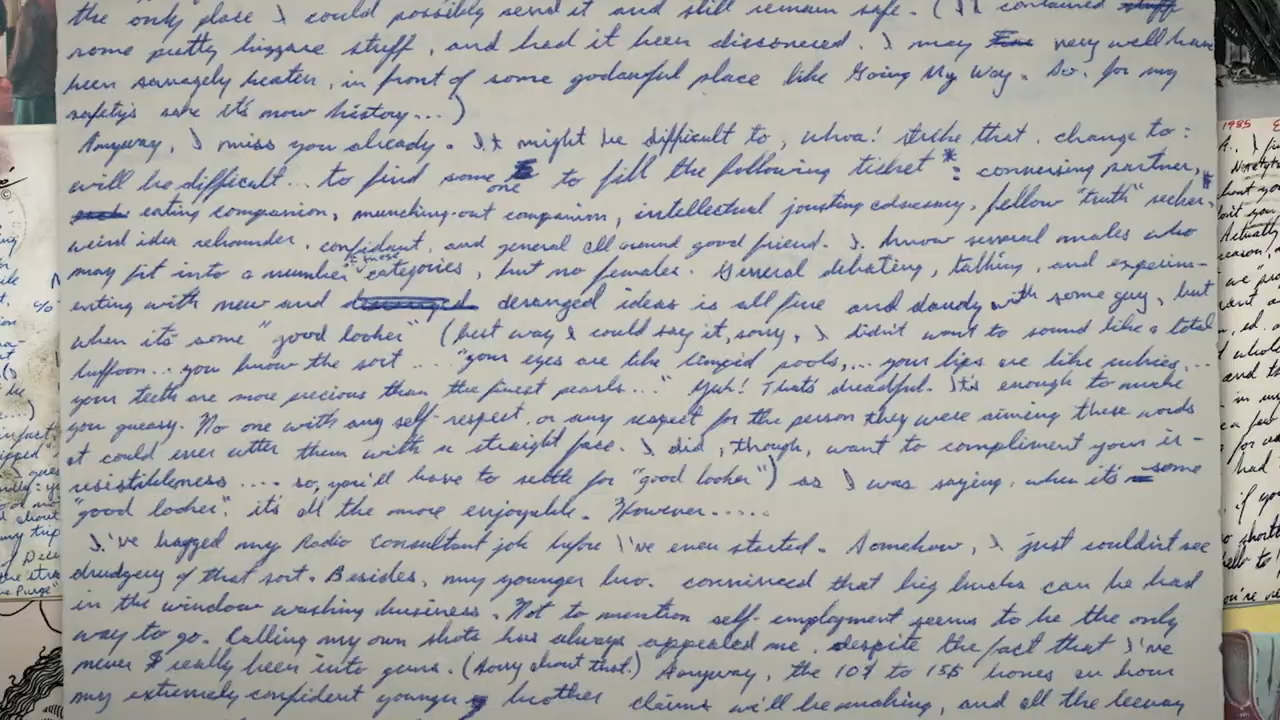 the only place I could possibly send it and still remain safe. (It contained stuff
some pretty bizzare stuff, and had it been discovered. I may very well have
been savagely beaten, in front of some godawful place like Going My Way. So. for my
safety's sake it's now history...)
Anyway, I miss you already. It might be difficult to, whoa! strike that. change to:
will be difficult... to find some one to fill the following ticket*: conversing partner,
eating companion, munching-out companion, intellectual jousting adversary, fellow "truth" seeker.
weird idea rebounder, confidant, and general all around good friend. I know several males who
may fit into a number of those categories, but no females. General debating, talking, and experim-
enting with new and deranged ideas is all fine and dandy with some guy, but
when it's some "good looker" (best way I could say it, sorry, I didn't want to sound like a total
buffoon... you know the sort .... "your eyes are like limpid pools,... your lips are like rubies,...
your teeth are more precious than the finest pearls..." Yuk! That's dreadful. It's enough to make
you queasy. No one with any self-respect, or any respect for the person they were aiming these words
at could ever utter them with a straight face. I did, though, want to compliment your ir-
resistibleness .... so, you'll have to settle for "good looker") as I was saying, when it's some
"good looker". it's all the more enjoyable. However.....
I've bagged my Radio Consultant job before I've even started. Somehow, I just couldn't see
drudgery of that sort. Besides, my younger bro. convinced that big bucks can be had
in the window washing business. Not to mention self-employment seems to be the only
way to go. Calling my own shots has always appealed me, despite the fact that I've
never really been into guns. (Sorry about that.) Anyway, the 109 to 155 bones an hour
my extremely confident younger brother claims we'll be making, and all the leeway
1985